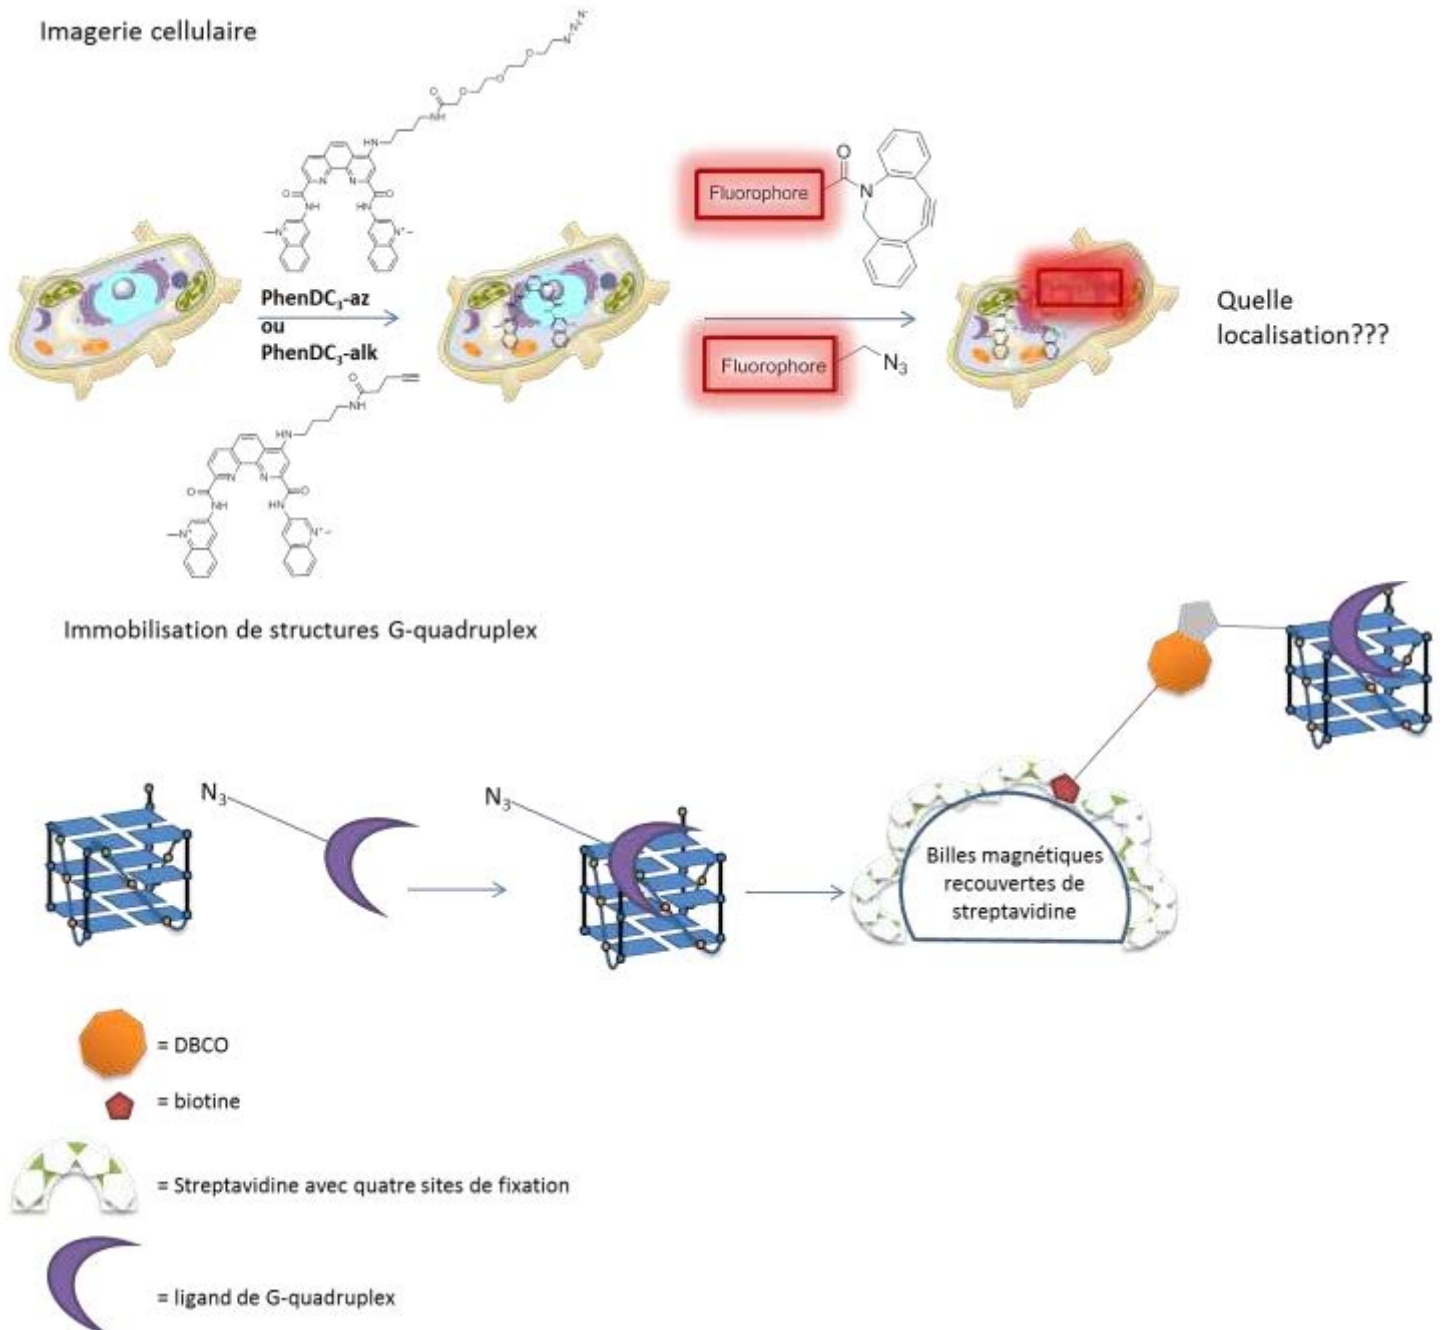 Imagerie cellulaire
PhenDC3-az
ou
PhenDC3-alk
Fluorophore
Fluorophore
N3
Quelle
localisation???
Immobilisation de structures G-quadruplex
N3
N3
Billes magnétiques
recouvertes de
streptavidine
= DBCO
= biotine
= Streptavidine avec quatre sites de fixation
= ligand de G-quadruplex